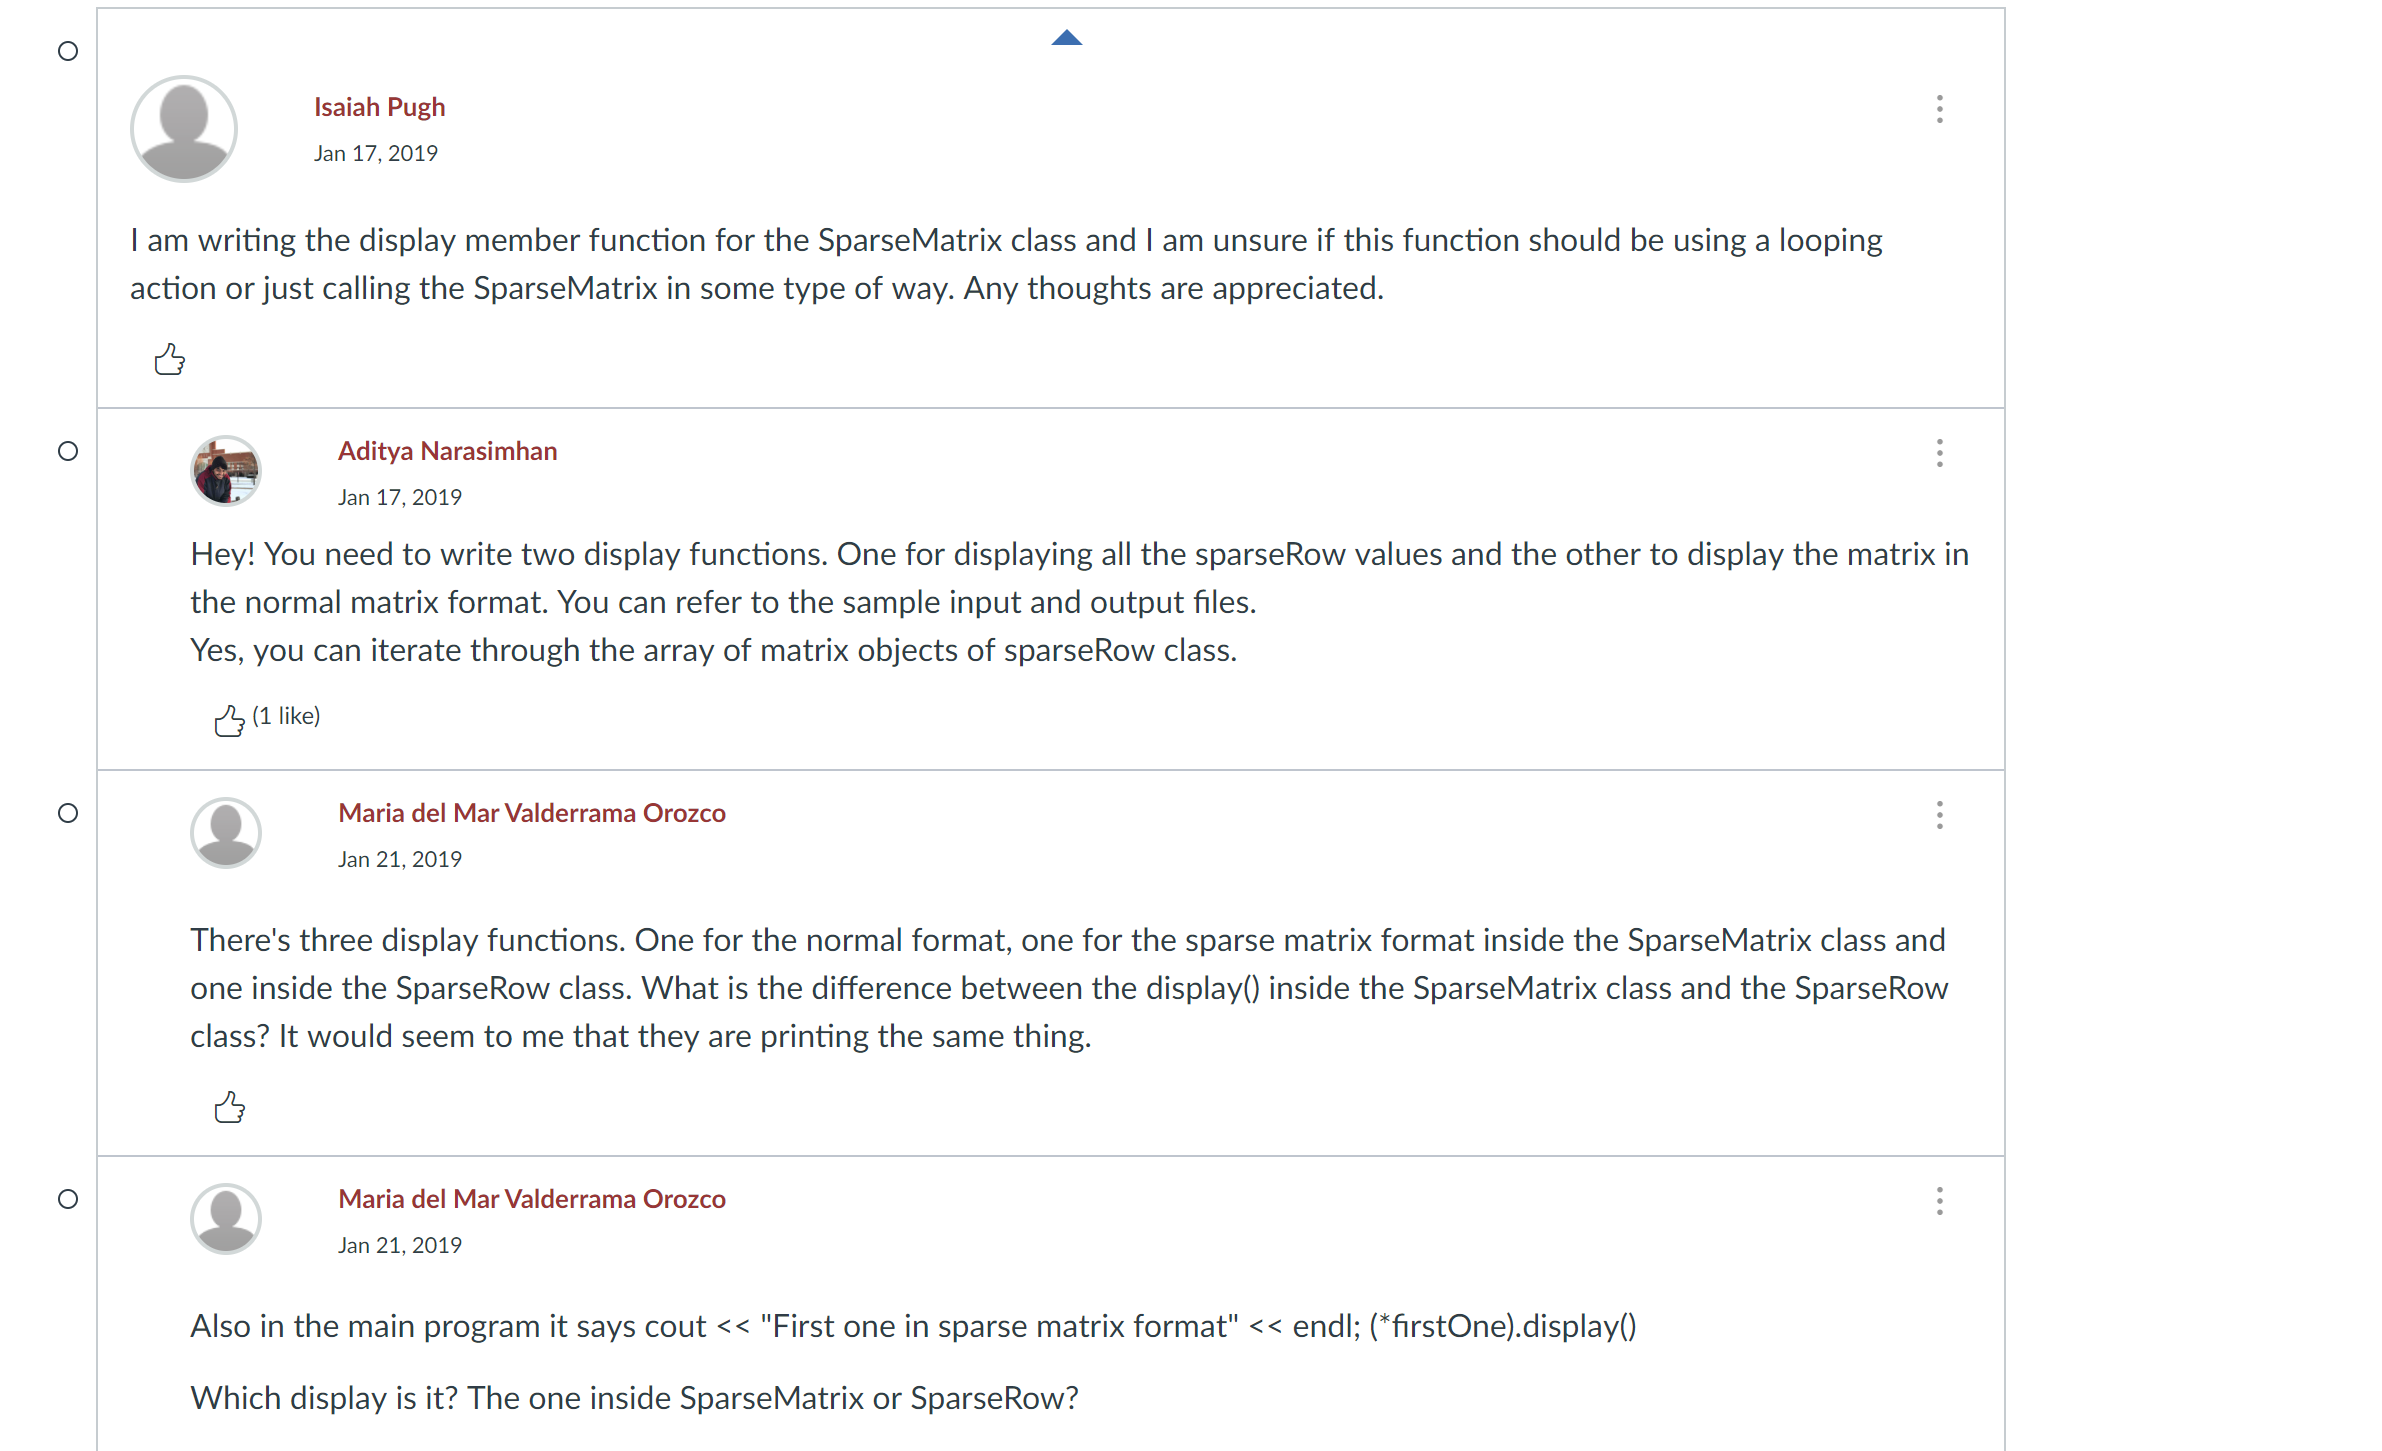 Isaiah Pugh
Jan 17, 2019
I am writing the display member function for the SparseMatrix class and I am unsure if this function should be using a looping
action or just calling the SparseMatrix in some type of way. Any thoughts are appreciated.
Aditya Narasimhan
Jan 17, 2019
Hey! You need to write two display functions. One for displaying all the sparseRow values and the other to display the matrix in
the normal matrix format. You can refer to the sample input and output files.
Yes, you can iterate through the array of matrix objects of sparseRow class.
(1 like)
Maria del Mar Valderrama Orozco
Jan 21, 2019
There's three display functions. One for the normal format, one for the sparse matrix format inside the SparseMatrix class and
one inside the SparseRow class. What is the difference between the display() inside the SparseMatrix class and the SparseRow
class? It would seem to me that they are printing the same thing.
Maria del Mar Valderrama Orozco
Jan 21, 2019
Also in the main program it says cout << "First one in sparse matrix format" << endl; (*firstOne).display()
Which display is it? The one inside SparseMatrix or SparseRow?